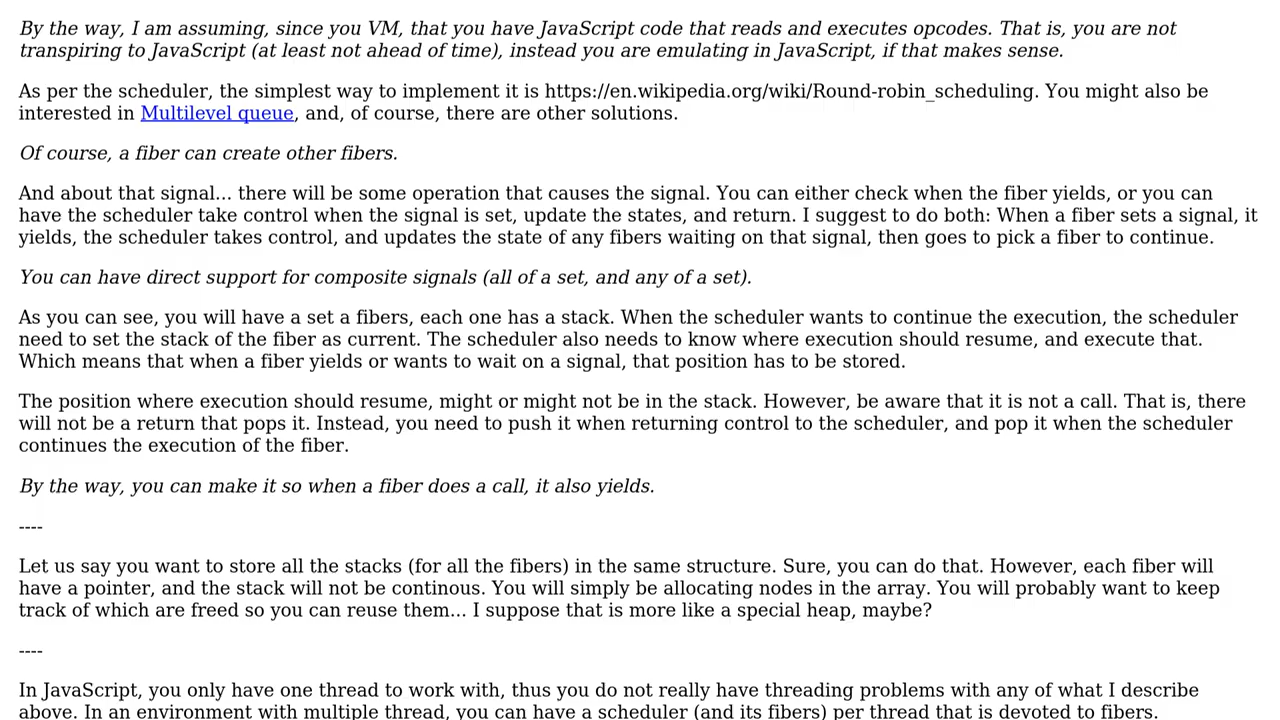 By the way, I am assuming, since you VM, that you have JavaScript code that reads and executes opcodes. That is, you are not
transpiring to JavaScript (at least not ahead of time), instead you are emulating in JavaScript, if that makes sense.
As per the scheduler, the simplest way to implement it is https://en.wikipedia.org/wiki/Round-robin_scheduling. You might also be
interested in Multilevel queue, and, of course, there are other solutions.
Of course, a fiber can create other fibers.
And about that signal... there will be some operation that causes the signal. You can either check when the fiber yields, or you can
have the scheduler take control when the signal is set, update the states, and return. I suggest to do both: When a fiber sets a signal, it
yields, the scheduler takes control, and updates the state of any fibers waiting on that signal, then goes to pick a fiber to continue.
You can have direct support for composite signals (all of a set, and any of a set).
As you can see, you will have a set a fibers, each one has a stack. When the scheduler wants to continue the execution, the scheduler
need to set the stack of the fiber as current. The scheduler also needs to know where execution should resume, and execute that.
Which means that when a fiber yields or wants to wait on a signal, that position has to be stored.
The position where execution should resume, might or might not be in the stack. However, be aware that it is not a call. That is, there
will not be a return that pops it. Instead, you need to push it when returning control to the scheduler, and pop it when the scheduler
continues the execution of the fiber.
By the way, you can make it so when a fiber does a call, it also yields.
----
Let us say you want to store all the stacks (for all the fibers) in the same structure. Sure, you can do that. However, each fiber will
have a pointer, and the stack will not be continous. You will simply be allocating nodes in the array. You will probably want to keep
track of which are freed so you can reuse them... I suppose that is more like a special heap, maybe?
----
In JavaScript, you only have one thread to work with, thus you do not really have threading problems with any of what I describe
above. In an environment with multiple thread, you can have a scheduler (and its fibers) per thread that is devoted to fibers.